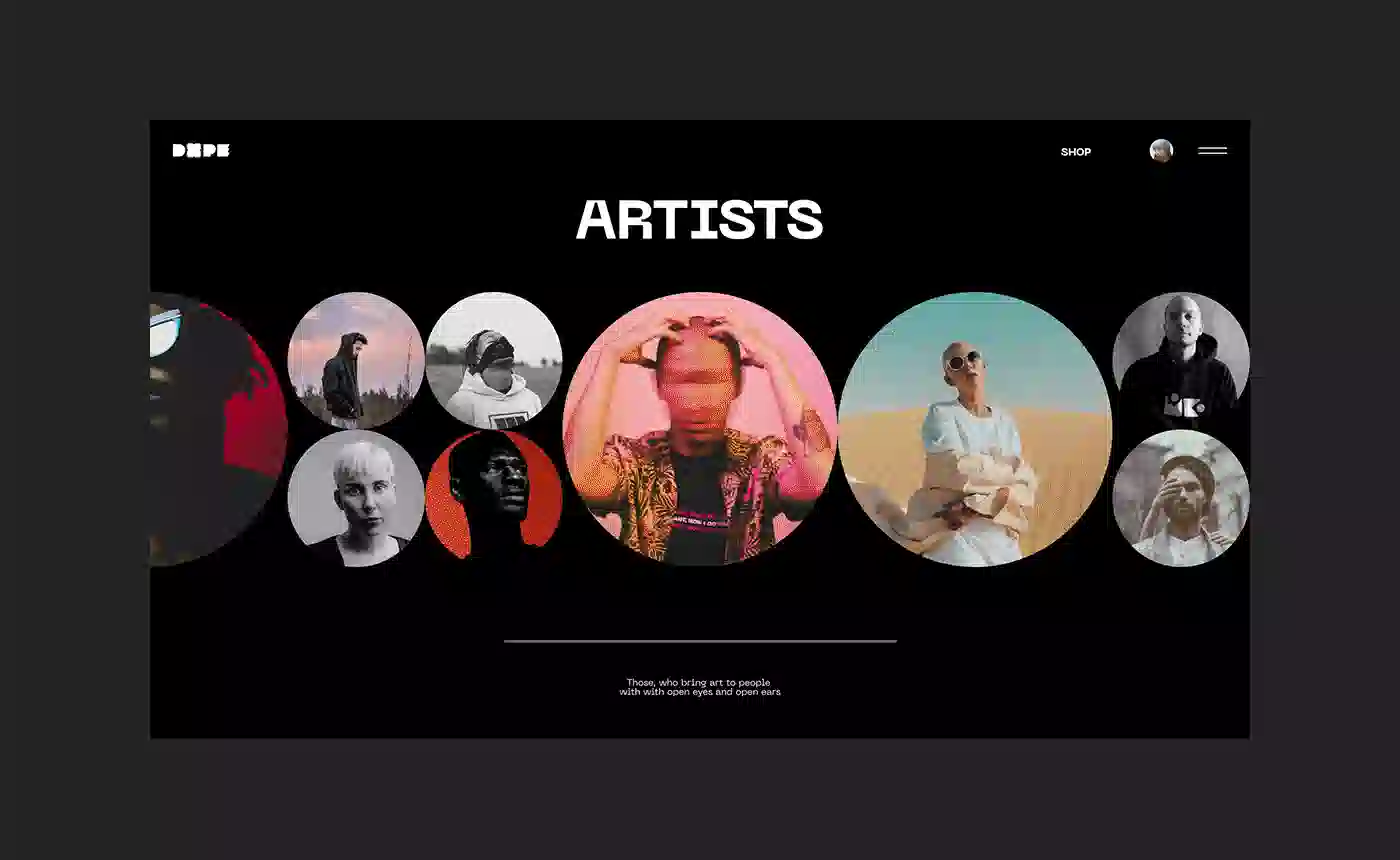 DOPE
SHOP
ARTISTS
Those, who bring art to people
with with open eyes and open ears